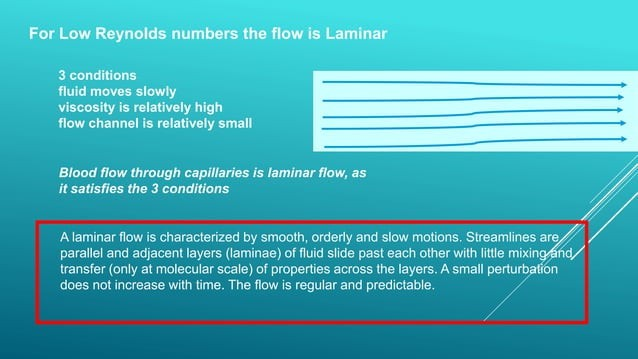 For Low Reynolds numbers the flow is Laminar
3 conditions
fluid moves slowly
viscosity is relatively high
flow channel is relatively small
Blood flow through capillaries is laminar flow, as
it satisfies the 3 conditions
A laminar flow is characterized by smooth, orderly and slow motions. Streamlines are
parallel and adjacent layers (laminae) of fluid slide past each other with little mixing and
transfer (only at molecular scale) of properties across the layers. A small perturbation
does not increase with time. The flow is regular and predictable.